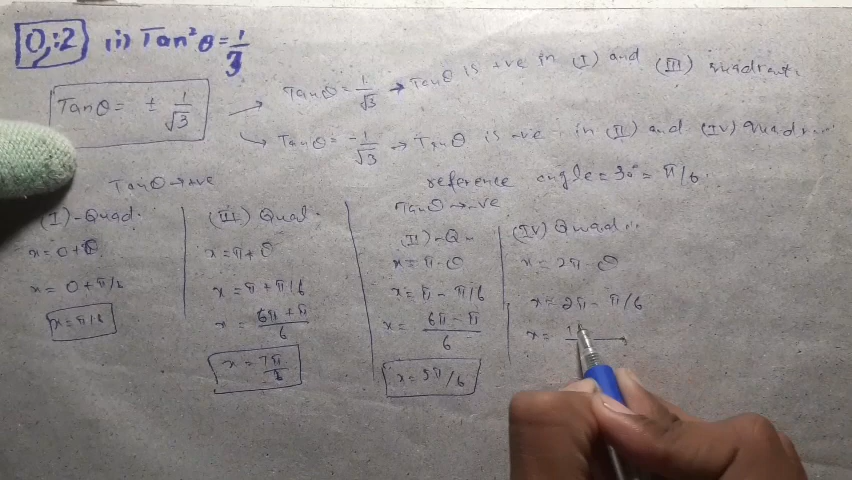 Q:2 (i) Tan²θ = 1/3
Tanθ = ± 1/√3
Tanθ = 1/√3 → Tanθ is +ve in (I) and (III) quadrant.
Tanθ = -1/√3 → Tanθ is -ve in (II) and (IV)
reference angle = 30° = π/6.
Tanθ → +ve
(I)-Quad.
x = 0+θ
x = 0+π/6
x = π/6
(III) Quad.
x = π+θ
x = π + π/6
x = 6π + π / 6
x = 7π / 6
Tanθ → -ve
(II)-Qu
x = π-θ
x = π - π/6
x = 6π - π / 6
x = 5π/6
(IV) Quad
x = 2π - θ
x = 2π - π/6
x = 1